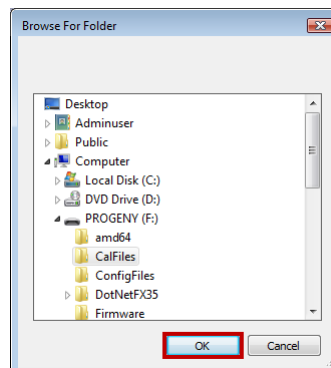 Browse For Folder
Desktop
Adminuser
Public
Computer
Local Disk (C:)
DVD Drive (D:)
PROGENY (F:)
amd64
CalFiles
ConfigFiles
DotNetFX35
Firmware
OK Cancel